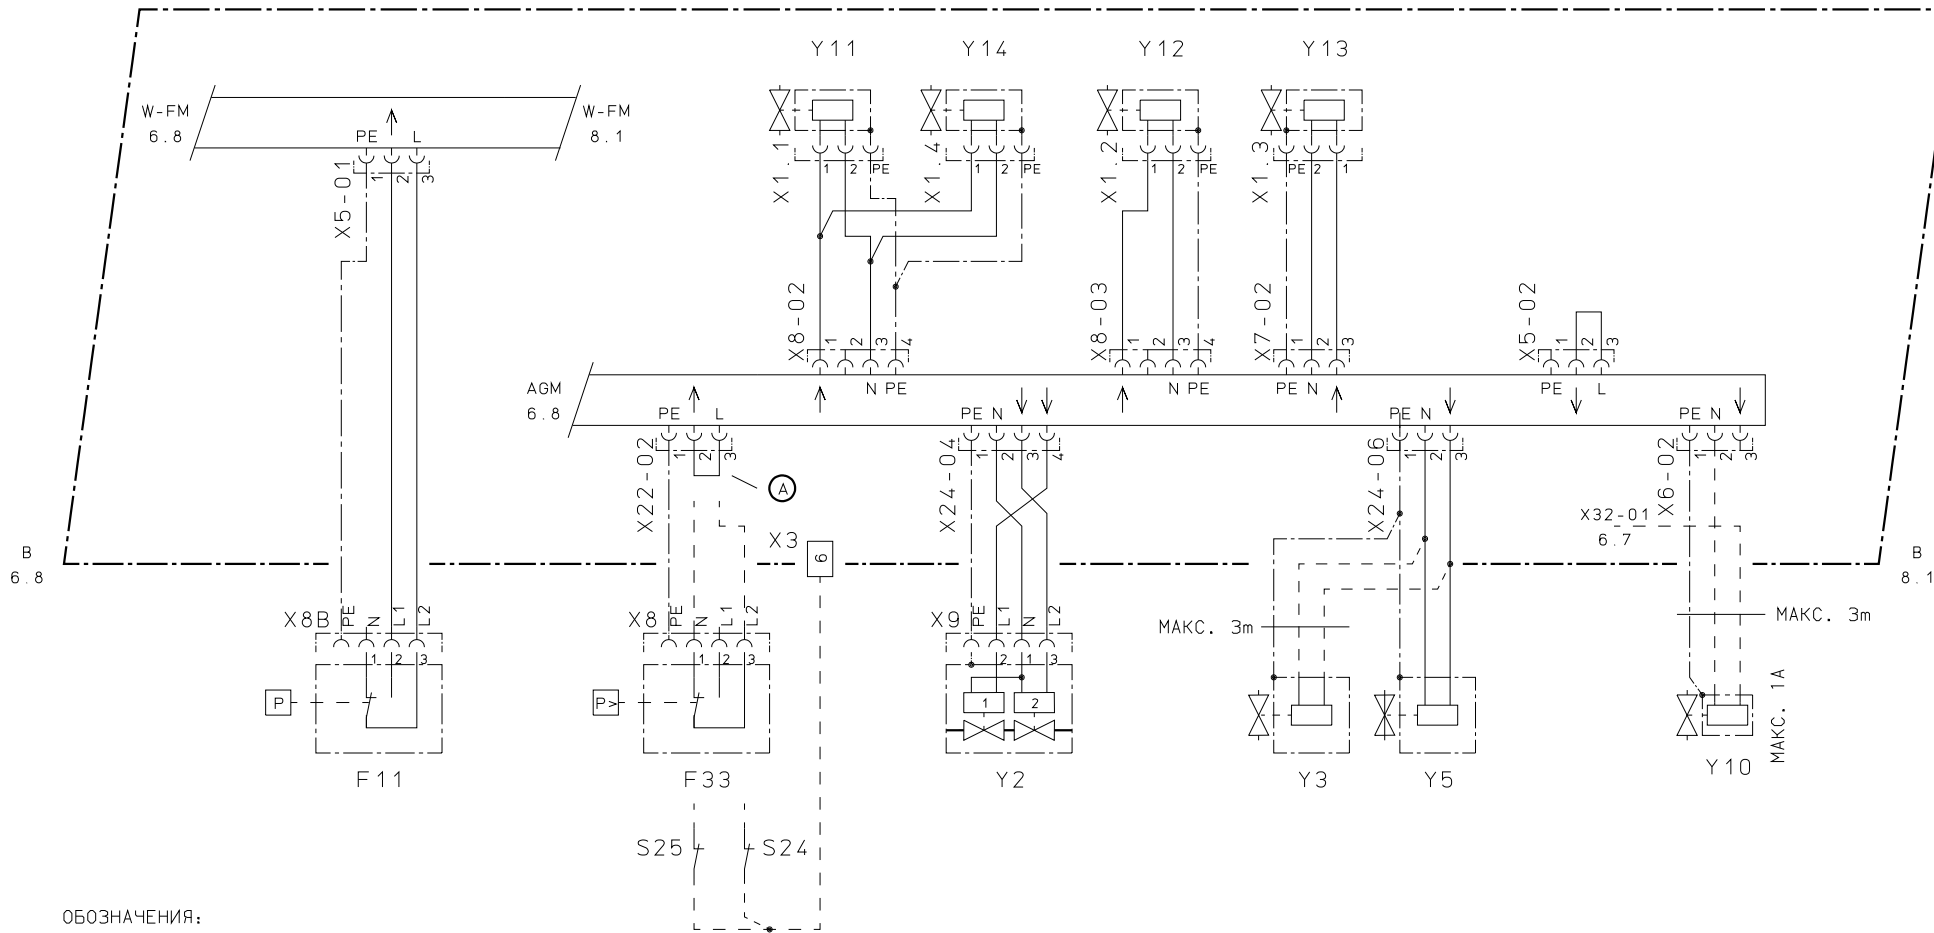 Y11 Y14 Y12 Y13
W-FM
6.8
W-FM
8.1
PE L
X5-01
1 2 3
X1.1
1 2 PE
X1.4
1 2 PE
X1.2
1 2 PE
X1.3
PE 2 1
X8-02
1 2 3 4
X8-03
1 2 3 4
X7-02
1 2 3
X5-02
1 2 3
AGM
6.8
N PE
N PE
PE N
PE L
PE L
PE N
PE N
PE N
X22-02
1 2 3
X24-04
1 2 3 4
X24-06
1 2 3
X6-02
1 2 3
A
X32-01
6.7
X3
6
B
6.8
B
8.1
X8B
PE N L1 L2
1 2 3
X8
PE N L1 L2
1 2 3
X9
PE L1 N L2
2 1 3
МАКС. 3m
МАКС. 3m
МАКС. 1А
P
P>
1 2
F11
F33
Y2
Y3
Y5
Y10
S25
S24
ОБОЗНАЧЕНИЯ: